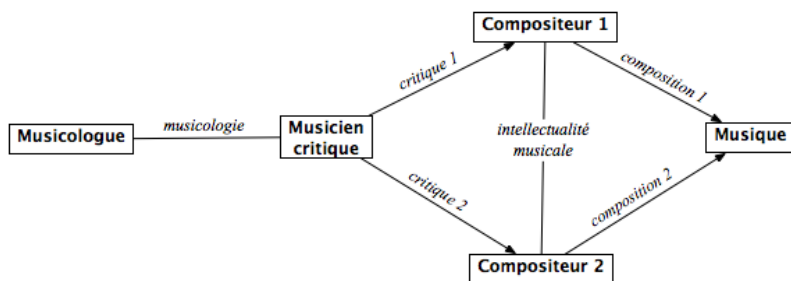 Compositeur 1
critique 1
composition 1
Musicologue
musicologie
Musicien
critique
intellectualité
musicale
Musique
critique 2
composition 2
Compositeur 2